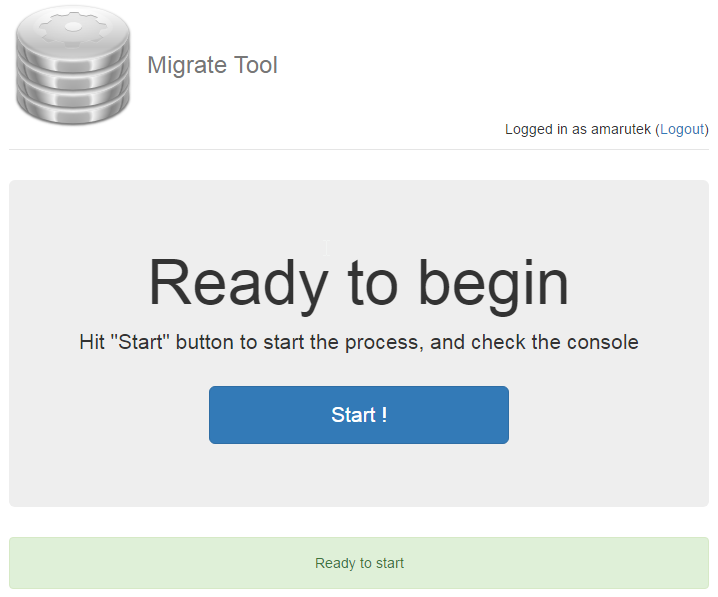 Migrate Tool
Logged in as amarutek (Logout)
Ready to begin
Hit "Start" button to start the process, and check the console
Start !
Ready to start